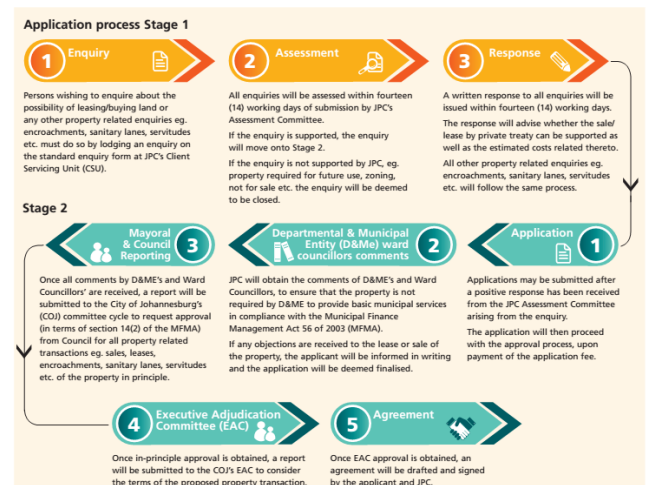 Application process Stage 1
1
Enquiry
Persons wishing to enquire about the
possibility of leasing/buying land or
any other property related enquiries eg.
encroachments, sanitary lanes, servitudes
etc. must do so by lodging an enquiry on
the standard enquiry form at JPC's Client
Servicing Unit (CSU).
2
Assessment
All enquiries will be assessed within fourteen
(14) working days of submission by JPC's
Assessment Committee.
If the enquiry is supported, the enquiry
will move onto Stage 2.
If the enquiry is not supported by JPC, eg.
property required for future use, zoning,
not for sale etc. the enquiry will be deemed
to be closed.
3
Response
A written response to all enquiries will be
issued within fourteen (14) working days.
The response will advise whether the sale/
lease by private treaty can be supported as
well as the estimated costs related thereto.
All other property related enquiries eg.
encroachments, sanitary lanes, servitudes
etc. will follow the same process.
Stage 2
Application
1
Applications may be submitted after
a positive response has been received
from the JPC Assessment Committee
arising from the enquiry.
The application will then proceed
with the approval process, upon
payment of the application fee.
Departmental & Municipal
Entity (D&Me) ward
councillors comments
2
JPC will obtain the comments of D&ME's and Ward
Councillors, to ensure that the property is not
required by D&ME to provide basic municipal services
in compliance with the Municipal Finance
Management Act 56 of 2003 (MFMA).
If any objections are received to the lease or sale of
the property, the applicant will be informed in writing
and the application will be deemed finalised.
Mayoral
& Council
Reporting
3
Once all comments by D&ME's and Ward
Councillors' are received, a report will be
submitted to the City of Johannesburg's
(COJ) committee cycle to request approval
(in terms of section 14(2) of the MFMA)
from Council for all property related
transactions eg. sales, leases,
encroachments, sanitary lanes, servitudes
etc. of the property in principle.
4
Executive Adjudication
Committee (EAC)
Once in-principle approval is obtained, a report
will be submitted to the COJ's EAC to consider
the terms of the proposed property transaction.
5
Agreement
Once EAC approval is obtained, an
agreement will be drafted and signed
by the applicant and JPC.